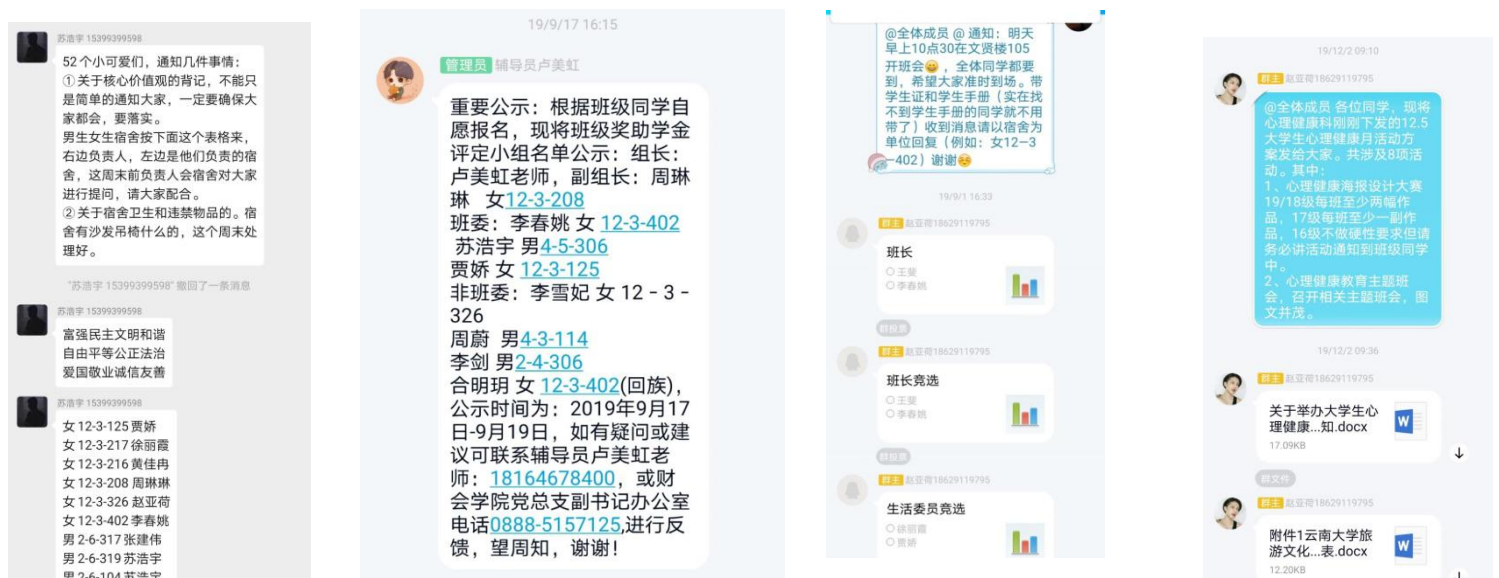 苏浩宇 15399399598
52个小可爱们，通知几件事情：
①关于核心价值观的背记，不能只
是简单的通知大家，一定要确保大
家都会，要落实。
男生女生宿舍按下面这个表格来，
右边负责人，左边是他们负责的宿
舍，这周末前负责人会宿舍对大家
进行提问，请大家配合。
②关于宿舍卫生和违禁物品的。宿
舍有沙发吊椅什么的，这个周末处
理好。
"苏浩宇 15399399598" 撤回了一条消息
苏浩宇 15399399598
富强民主文明和谐
自由平等公正法治
爱国敬业诚信友善
苏浩宇 15399399598
女 12-3-125 贾娇
女 12-3-217 徐丽霞
女 12-3-216 黄佳冉
女 12-3-208 周琳琳
女 12-3-326 赵亚荷
女 12-3-402 李春姚
男 2-6-317 张建伟
男 2-6-319 苏浩宇
男 2-6-104 苏浩宇
19/9/17 16:15
管理员 辅导员卢美虹
重要公示：根据班级同学自
愿报名，现将班级奖助学金
评定小组名单公示：组长：
卢美虹老师，副组长：周琳
琳 女12-3-208
班委：李春姚 女 12-3-402
苏浩宇 男4-5-306
贾娇 女 12-3-125
非班委：李雪妃 女 12－3－
326
周蔚 男4-3-114
李剑 男2-4-306
合明玥 女 12-3-402(回族)，
公示时间为：2019年9月17
日-9月19日，如有疑问或建
议可联系辅导员卢美虹老
师：18164678400，或财
会学院党总支副书记办公室
电话0888-5157125,进行反
馈，望周知，谢谢！
@全体成员 @ 通知：明天
早上10点30在文贤楼105
开班会😄，全体同学都要
到，希望大家准时到场。带
学生证和学生手册（实在找
不到学生手册的同学就不用
带了）收到消息请以宿舍为
单位回复（例如：女12—3
—402）谢谢☺️
19/9/1 16:33
群主 赵亚荷18629119795
班长
王斐
李春姚
群投票
群主 赵亚荷18629119795
班长竞选
王斐
李春姚
群投票
群主 赵亚荷18629119795
生活委员竞选
徐丽霞
贾娇
19/12/2 09:10
群主 赵亚荷18629119795
@全体成员 各位同学，现将
心理健康科刚刚下发的12.5
大学生心理健康月活动方
案发给大家。共涉及8项活
动。其中：
1、心理健康海报设计大赛
19/18级每班至少两幅作
品，17级每班至少一副作
品，16级不做硬性要求但请
务必讲活动通知到班级同学
中。
2、心理健康教育主题班
会，召开相关主题班会，图
文并茂。
19/12/2 09:36
群主 赵亚荷18629119795
关于举办大学生心
理健康...知.docx
17.09KB
W
群文件
群主 赵亚荷18629119795
附件1云南大学旅
游文化...表.docx
12.20KB
W